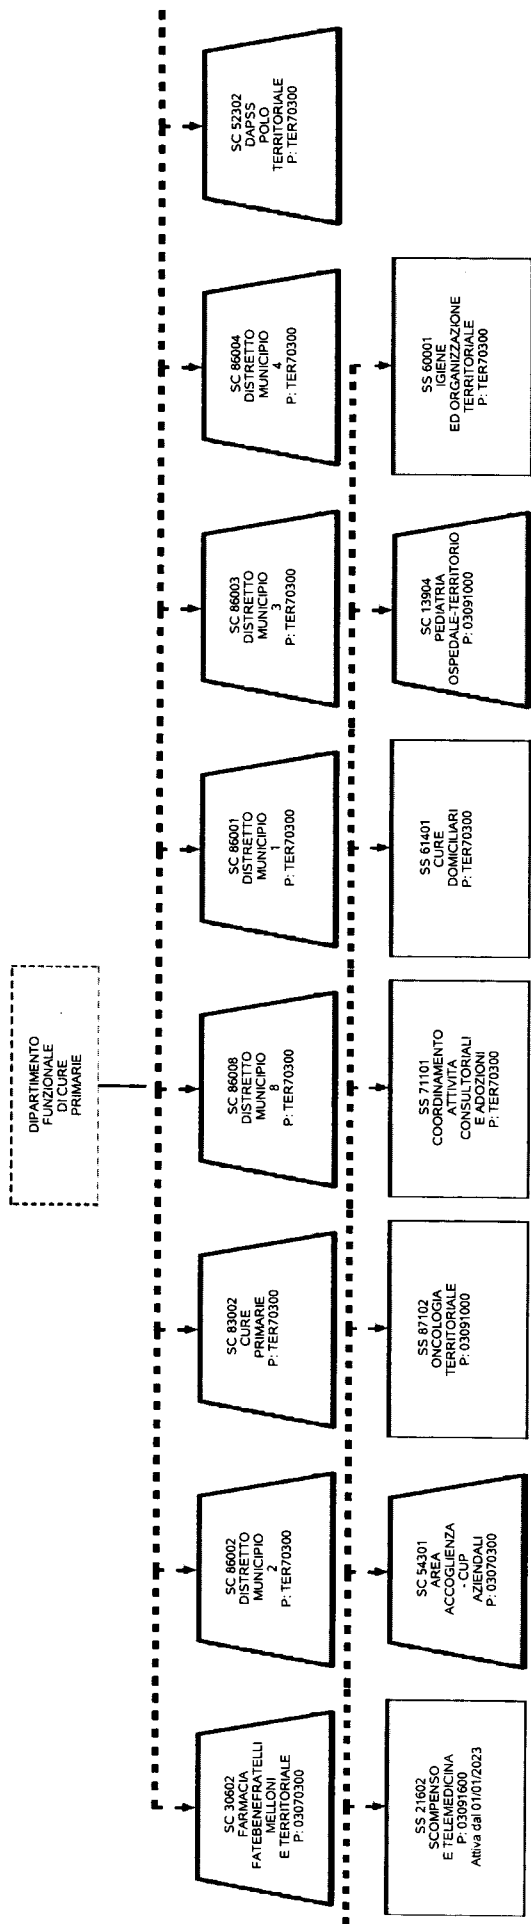 DIPARTIMENTO
FUNZIONALE
DI CURE
PRIMARIE
SC 30602
FARMACIA
FATEBENEFRATELLI
MELLONI
E TERRITORIALE
P: 03070300
SC 86002
DISTRETTO
MUNICIPIO
2
P: TER70300
SC 83002
CURE
PRIMARIE
P: TER70300
SC 86008
DISTRETTO
MUNICIPIO
8
P: TER70300
SC 86001
DISTRETTO
MUNICIPIO
1
P: TER70300
SC 86003
DISTRETTO
MUNICIPIO
3
P: TER70300
SC 86004
DISTRETTO
MUNICIPIO
4
P: TER70300
SC 52302
DAPSS
POLO
TERRITORIALE
P: TER70300
SS 21602
SCOMPENSO
E TELEMEDICINA
P: 03091600
Attiva dal 01/01/2023
SC 54301
AREA
ACCOGLIENZA
- CUP
AZIENDALI
P: 03070300
SS 87102
ONCOLOGIA
TERRITORIALE
P: 03091000
SS 71101
COORDINAMENTO
ATTIVITA
CONSULTORIALI
E ADOZIONI
P: TER70300
SS 61401
CURE
DOMICILIARI
P: TER70300
SC 13904
PEDIATRIA
OSPEDALE-TERRITORIO
P: 03091000
SS 60001
IGIENE
ED ORGANIZZAZIONE
TERRITORIALE
P: TER70300